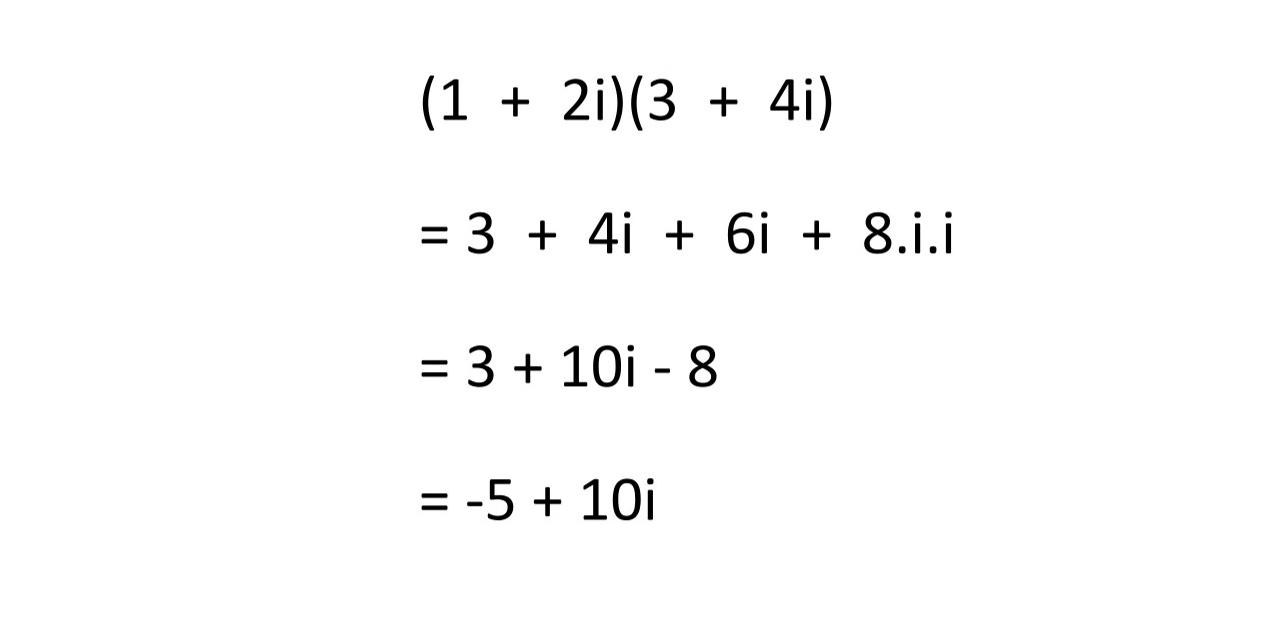 (1 + 2i)(3 + 4i)
= 3 + 4i + 6i + 8.i.i
= 3 + 10i - 8
= -5 + 10i